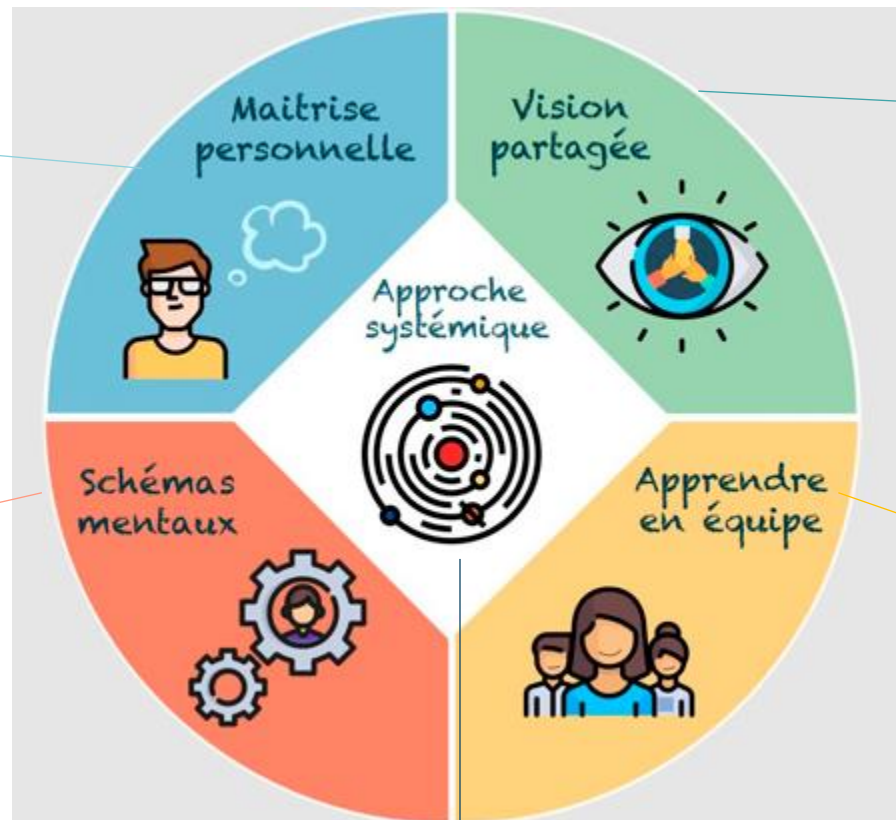 Maitrise
personnelle
Vision
partagée
Approche
systémique
Schémas
mentaux
Apprendre
en équipe